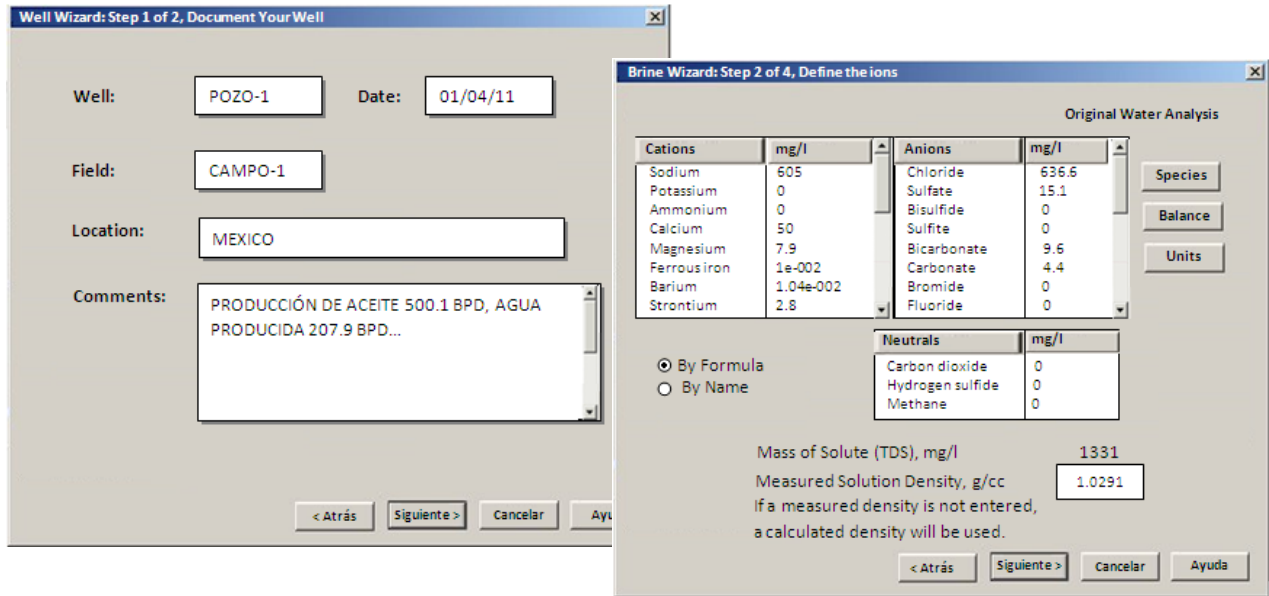 Well Wizard: Step 1 of 2, Document Your Well
Well: POZO-1 Date: 01/04/11
Field: CAMPO-1
Location: MEXICO
Comments: PRODUCCIÓN DE ACEITE 500.1 BPD, AGUA
PRODUCIDA 207.9 BPD...
< Atrás Siguiente > Cancelar Ayu
Brine Wizard: Step 2 of 4, Define the ions
Original Water Analysis
Cations mg/l Anions mg/l
Sodium 605 Chloride 636.6
Potassium 0 Sulfate 15.1
Ammonium 0 Bisulfide 0
Calcium 50 Sulfite 0
Magnesium 7.9 Bicarbonate 9.6
Ferrous iron 1e-002 Carbonate 4.4
Barium 1.04e-002 Bromide 0
Strontium 2.8 Fluoride 0
Species
Balance
Units
Neutrals mg/l
Carbon dioxide 0
Hydrogen sulfide 0
Methane 0
By Formula
By Name
Mass of Solute (TDS), mg/l 1331
Measured Solution Density, g/cc 1.0291
If a measured density is not entered,
a calculated density will be used.
< Atrás Siguiente > Cancelar Ayuda